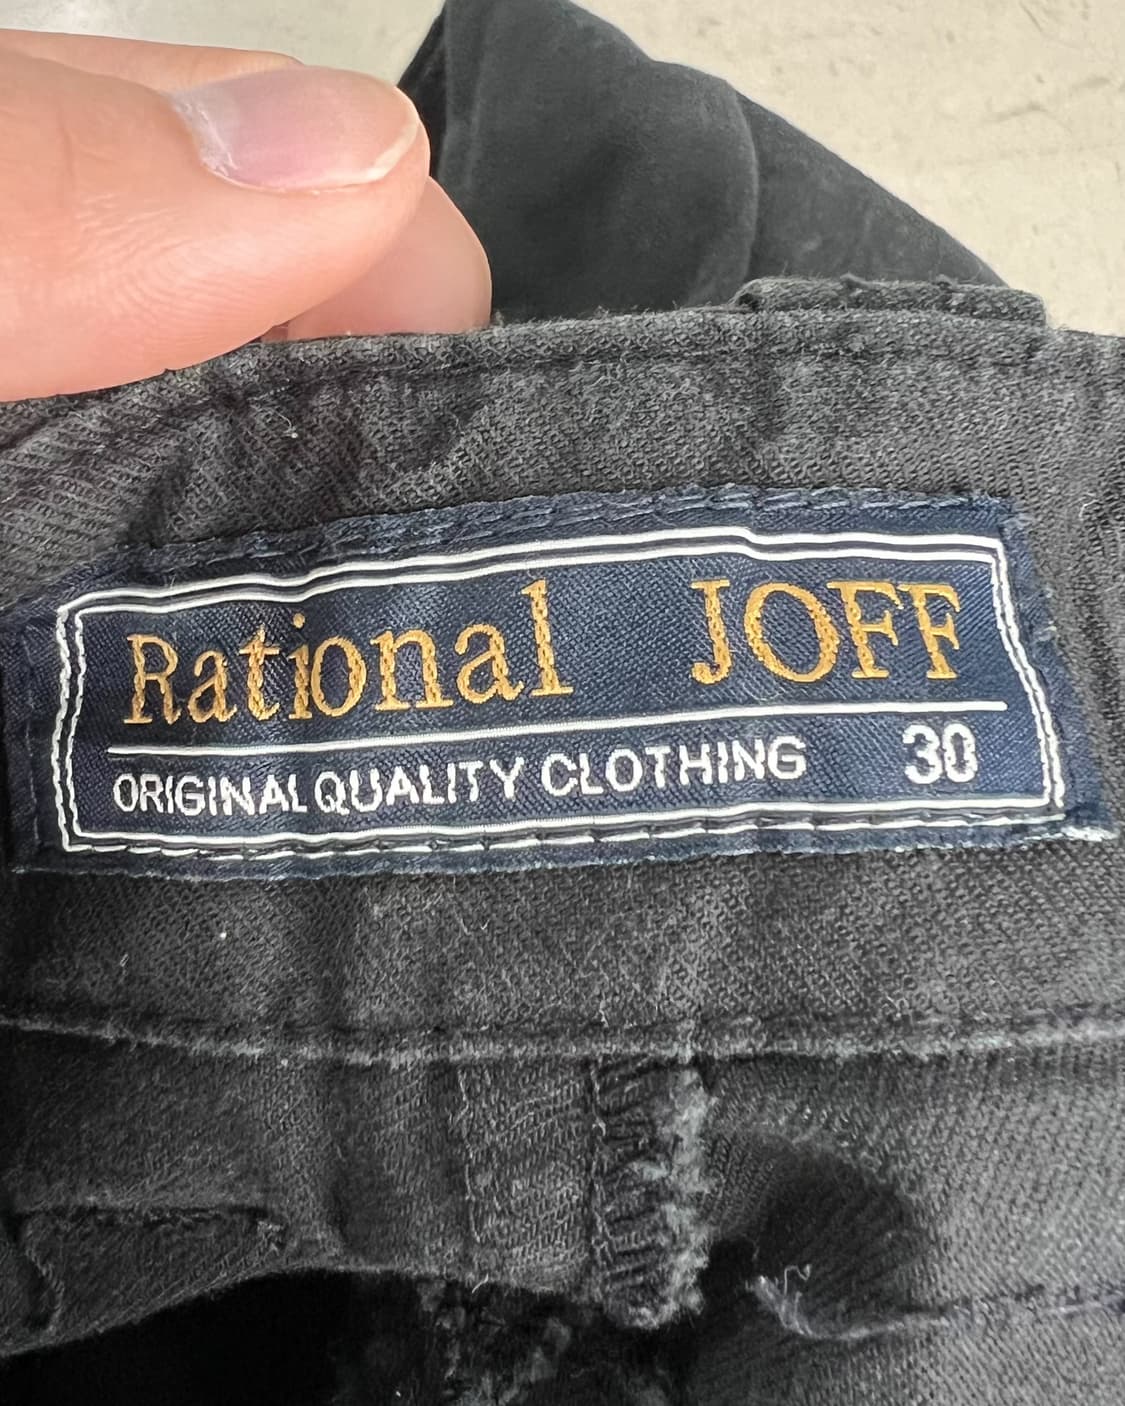 Rational JOFF
ORIGINAL QUALITY CLOTHING 30